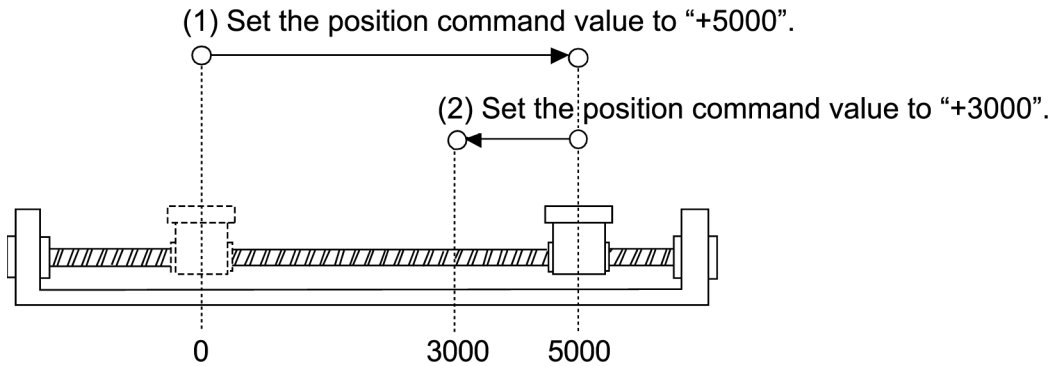 (1) Set the position command value to “+5000”.
(2) Set the position command value to “+3000”.
0 3000 5000